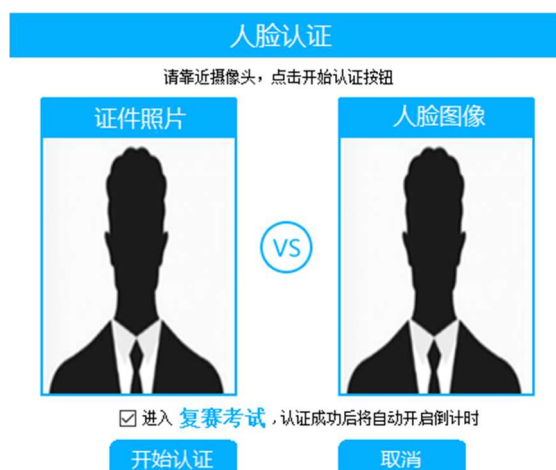 人脸认证
请靠近摄像头，点击开始认证按钮
证件照片
人脸图像
VS
进入 复赛考试，认证成功后将自动开启倒计时
开始认证
取消